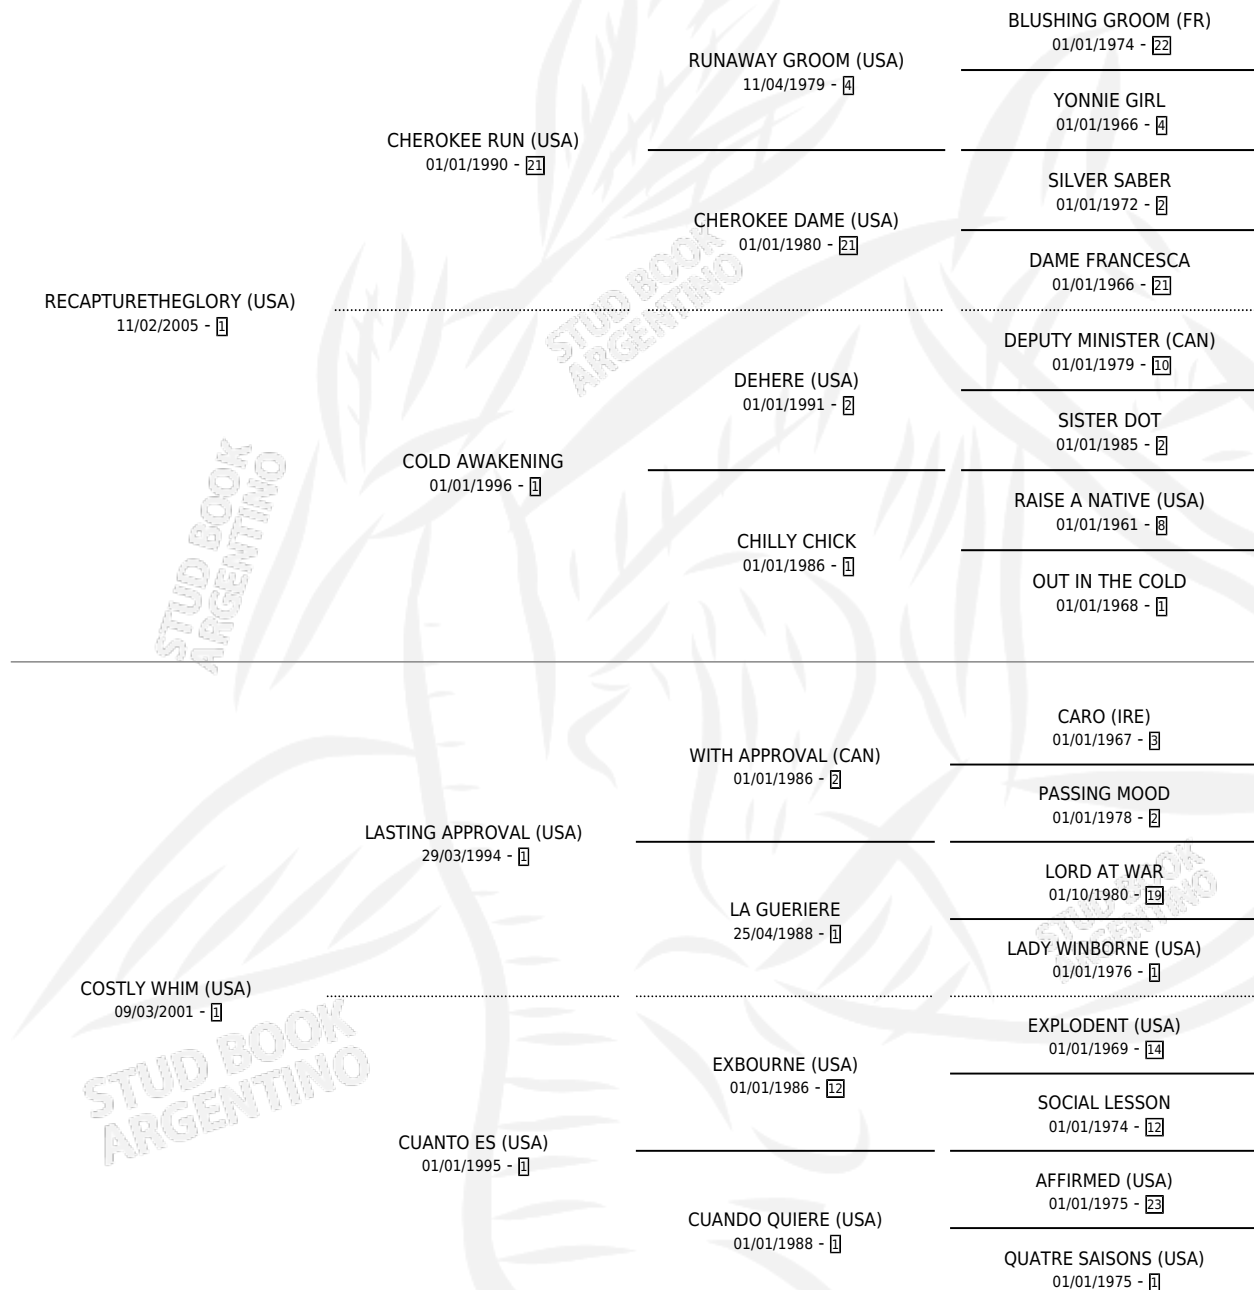 BLUSHING GROOM (FR)
01/01/1974 - 22
RUNAWAY GROOM (USA)
11/04/1979 - 4
YONNIE GIRL
01/01/1966 - 4
CHEROKEE RUN (USA)
01/01/1990 - 21
SILVER SABER
01/01/1972 - 2
CHEROKEE DAME (USA)
01/01/1980 - 21
DAME FRANCESCA
01/01/1966 - 21
RECAPTURETHEGLORY (USA)
11/02/2005 - 1
DEPUTY MINISTER (CAN)
01/01/1979 - 10
DEHERE (USA)
01/01/1991 - 2
SISTER DOT
01/01/1985 - 2
COLD AWAKENING
01/01/1996 - 1
RAISE A NATIVE (USA)
01/01/1961 - 8
CHILLY CHICK
01/01/1986 - 1
OUT IN THE COLD
01/01/1968 - 1
CARO (IRE)
01/01/1967 - 3
WITH APPROVAL (CAN)
01/01/1986 - 2
PASSING MOOD
01/01/1978 - 2
LASTING APPROVAL (USA)
29/03/1994 - 1
LORD AT WAR
01/10/1980 - 19
LA GUERIERE
25/04/1988 - 1
LADY WINBORNE (USA)
01/01/1976 - 1
COSTLY WHIM (USA)
09/03/2001 - 1
EXPLODENT (USA)
01/01/1969 - 14
EXBOURNE (USA)
01/01/1986 - 12
SOCIAL LESSON
01/01/1974 - 12
CUANTO ES (USA)
01/01/1995 - 1
AFFIRMED (USA)
01/01/1975 - 23
CUANDO QUIERE (USA)
01/01/1988 - 1
QUATRE SAISONS (USA)
01/01/1975 - 1
STUD BOOK
ARGENTINO
STUD BOOK
ARGENTINO
STUD BOOK
ARGENTINO
STUD BOOK
ARGENTINO